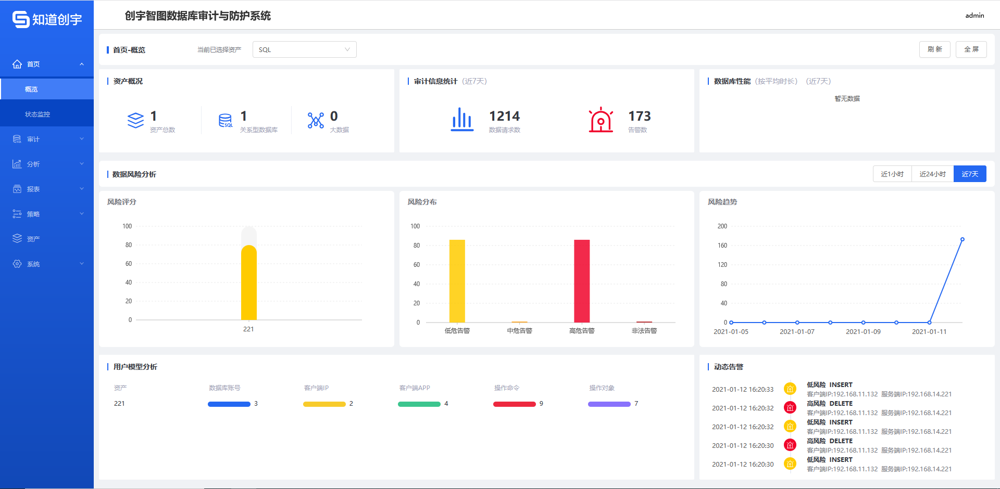 知道创宇
创宇智图数据库审计与防护系统
admin
首页
概览
状态监控
审计
分析
报表
策略
资产
系统
首页-概览
当前已选择资产
SQL
刷 新
全 屏
资产概况
1
资产总数
SQL
1
关系型数据库
0
大数据
审计信息统计 (近7天)
1214
数据请求数
173
告警数
数据库性能 (按平均时长) (近7天)
暂无数据
数据风险分析
近1小时
近24小时
近7天
风险评分
100
80
60
40
20
0
221
风险分布
100
80
60
40
20
0
低危告警
中危告警
高危告警
非法告警
风险趋势
200
160
120
80
40
0
2021-01-05
2021-01-07
2021-01-09
2021-01-11
用户模型分析
资产 数据库账号 客户端IP 客户端APP 操作命令 操作对象
221 3 2 4 9 7
动态告警
2021-01-12 16:20:33
低风险 INSERT
客户端IP:192.168.11.132 服务端IP:192.168.14.221
2021-01-12 16:20:32
高风险 DELETE
客户端IP:192.168.11.132 服务端IP:192.168.14.221
2021-01-12 16:20:32
低风险 INSERT
客户端IP:192.168.11.132 服务端IP:192.168.14.221
2021-01-12 16:20:30
高风险 DELETE
客户端IP:192.168.11.132 服务端IP:192.168.14.221
2021-01-12 16:20:30
低风险 INSERT
客户端IP:192.168.11.132 服务端IP:192.168.14.221